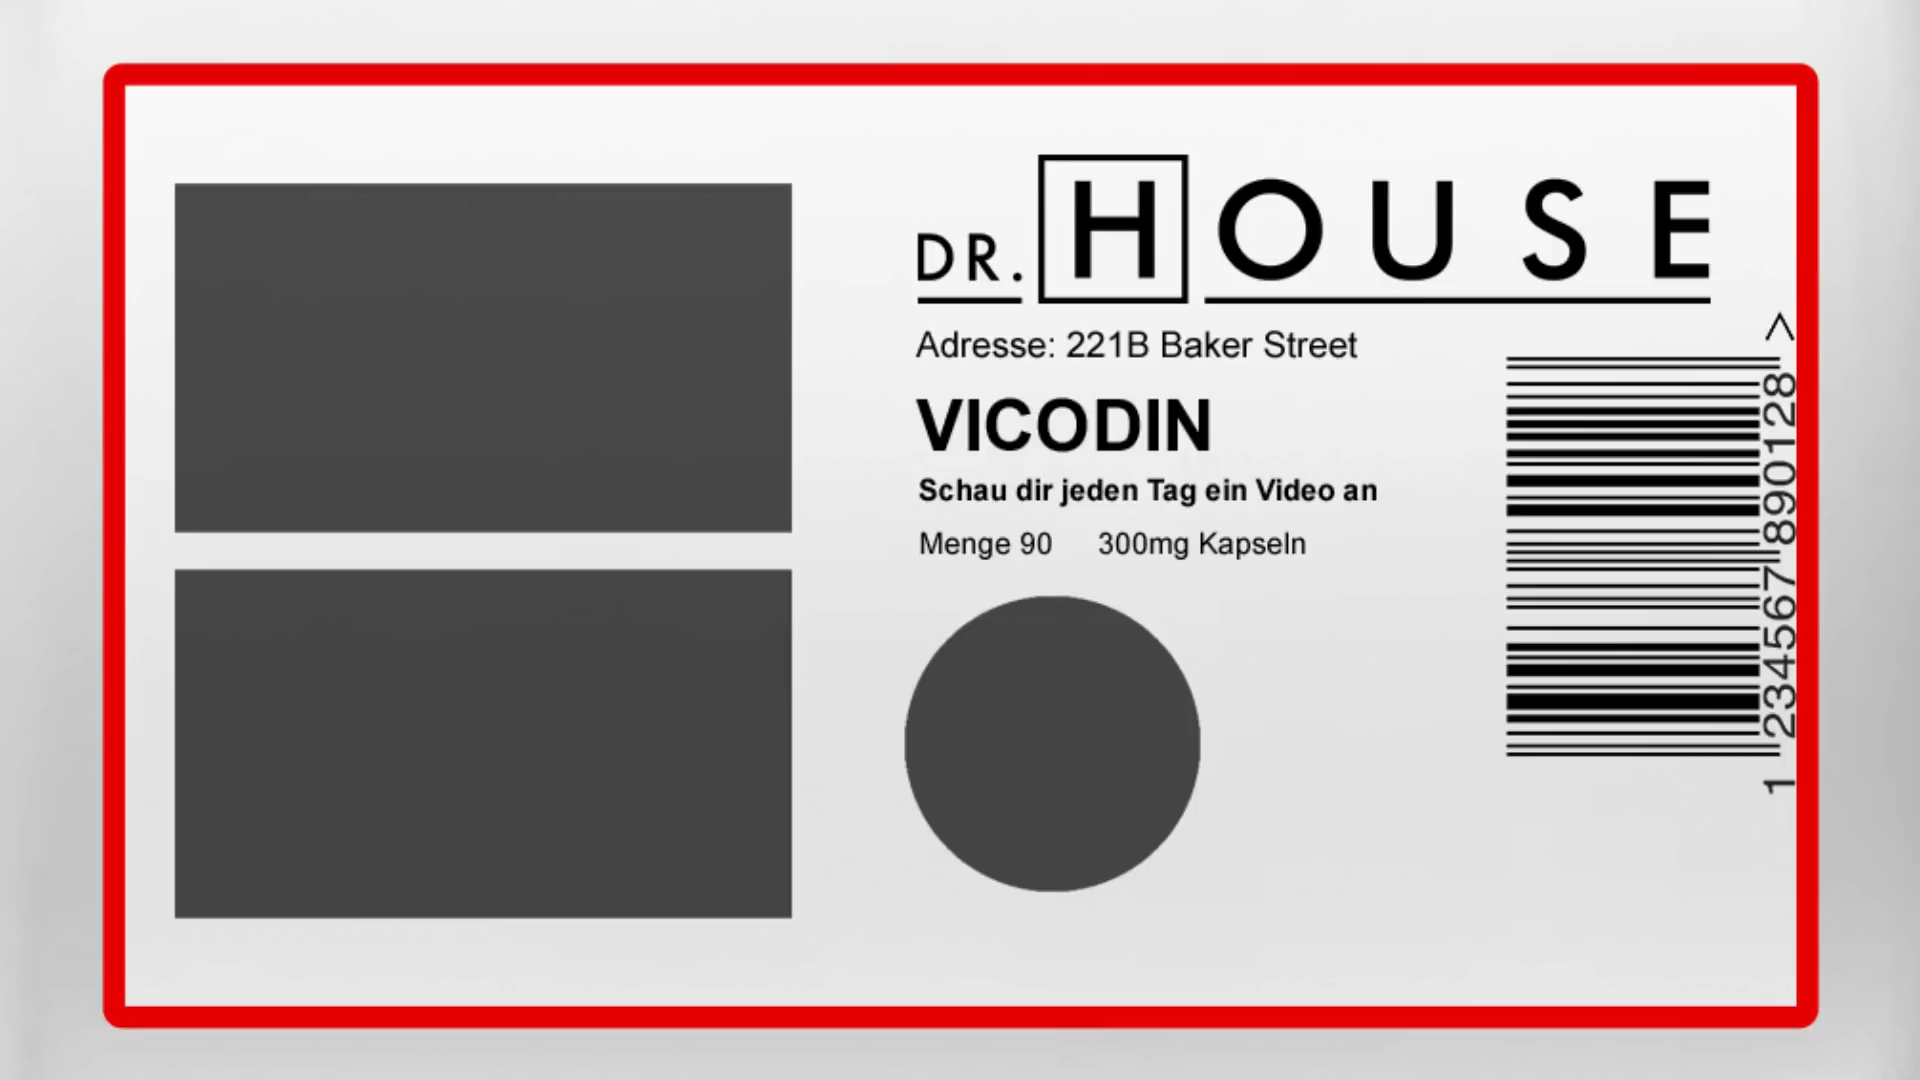 DR. HOUSE
Adresse: 221B Baker Street
VICODIN
Schau dir jeden Tag ein Video an
Menge 90 300mg Kapseln
1 234567 890128 >